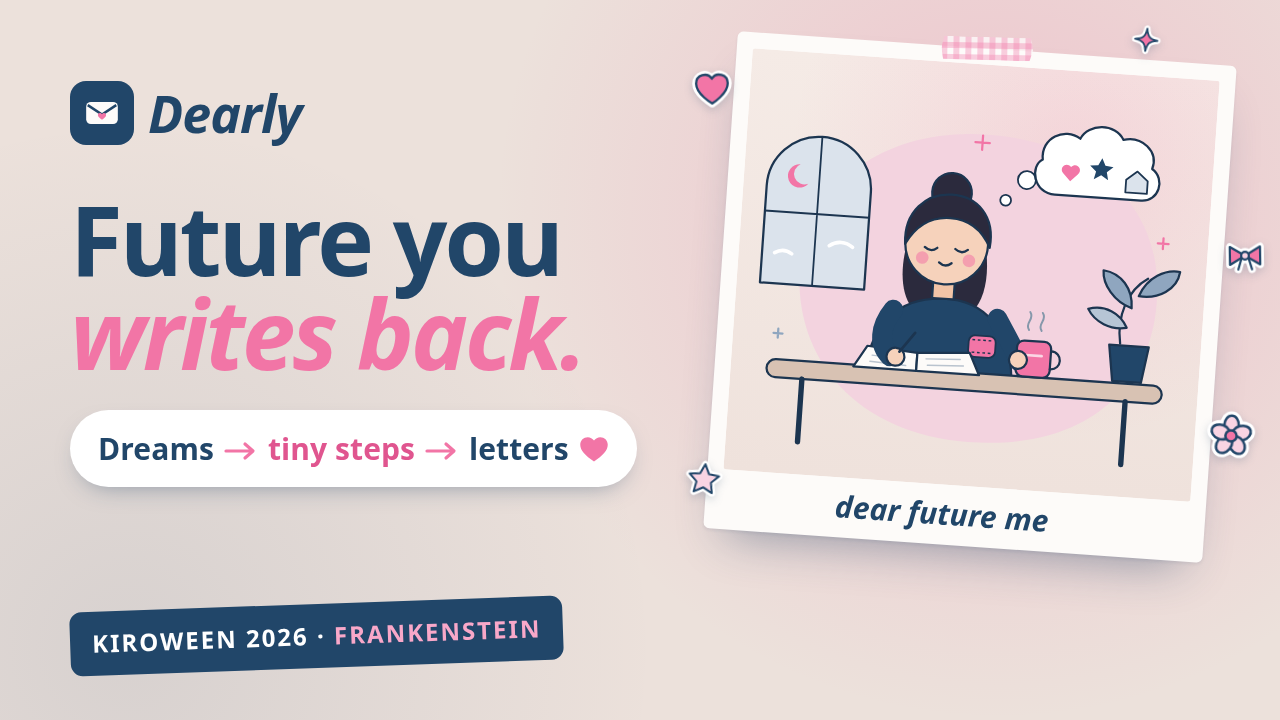 Dearly
Future you
writes back.
Dreams → tiny steps → letters
dear future me
KIROWEEN 2026 · FRANKENSTEIN